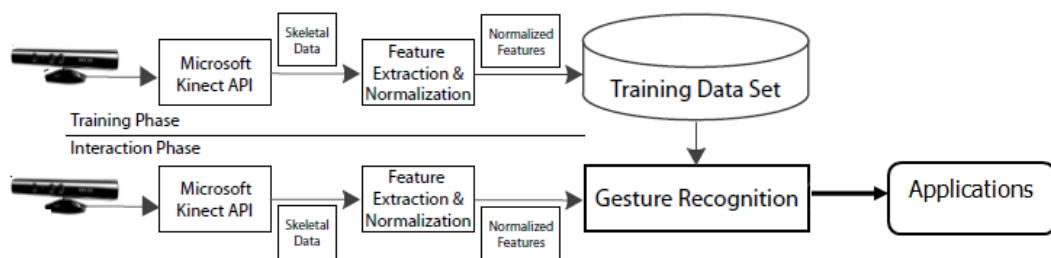 Microsoft
Kinect API
Skeletal
Data
Feature
Extraction &
Normalization
Normalized
Features
Training Data Set
Training Phase
Interaction Phase
Microsoft
Kinect API
Skeletal
Data
Feature
Extraction &
Normalization
Normalized
Features
Gesture Recognition
Applications